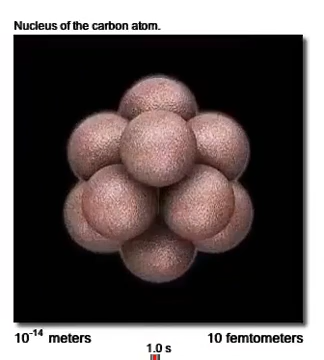 Nucleus of the carbon atom.
10⁻¹⁴ meters
10 femtometers
1.0 s